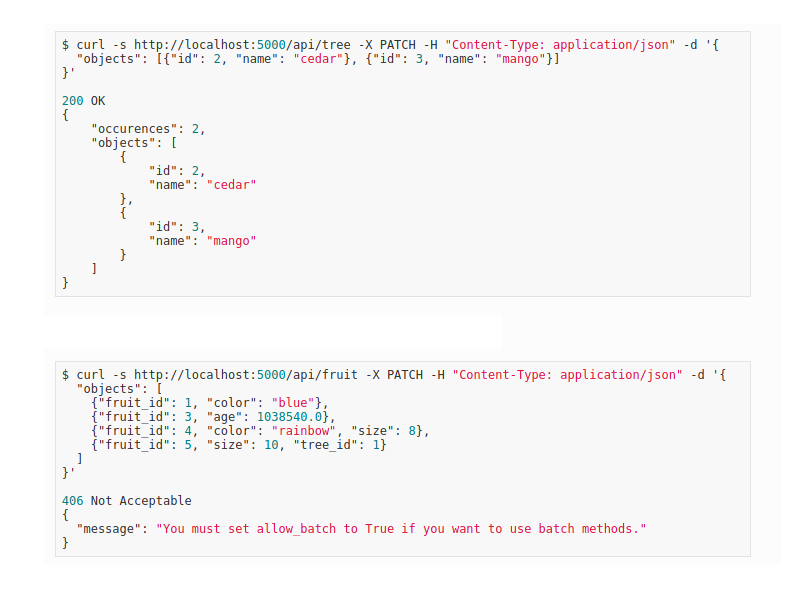 $ curl -s http://localhost:5000/api/tree -X PATCH -H "Content-Type: application/json" -d '{
  "objects": [{"id": 2, "name": "cedar"}, {"id": 3, "name": "mango"}]
}'

200 OK
{
    "occurences": 2,
    "objects": [
        {
            "id": 2,
            "name": "cedar"
        },
        {
            "id": 3,
            "name": "mango"
        }
    ]
}

$ curl -s http://localhost:5000/api/fruit -X PATCH -H "Content-Type: application/json" -d '{
  "objects": [
    {"fruit_id": 1, "color": "blue"},
    {"fruit_id": 3, "age": 1038540.0},
    {"fruit_id": 4, "color": "rainbow", "size": 8},
    {"fruit_id": 5, "size": 10, "tree_id": 1}
  ]
}'

406 Not Acceptable
{
  "message": "You must set allow_batch to True if you want to use batch methods."
}